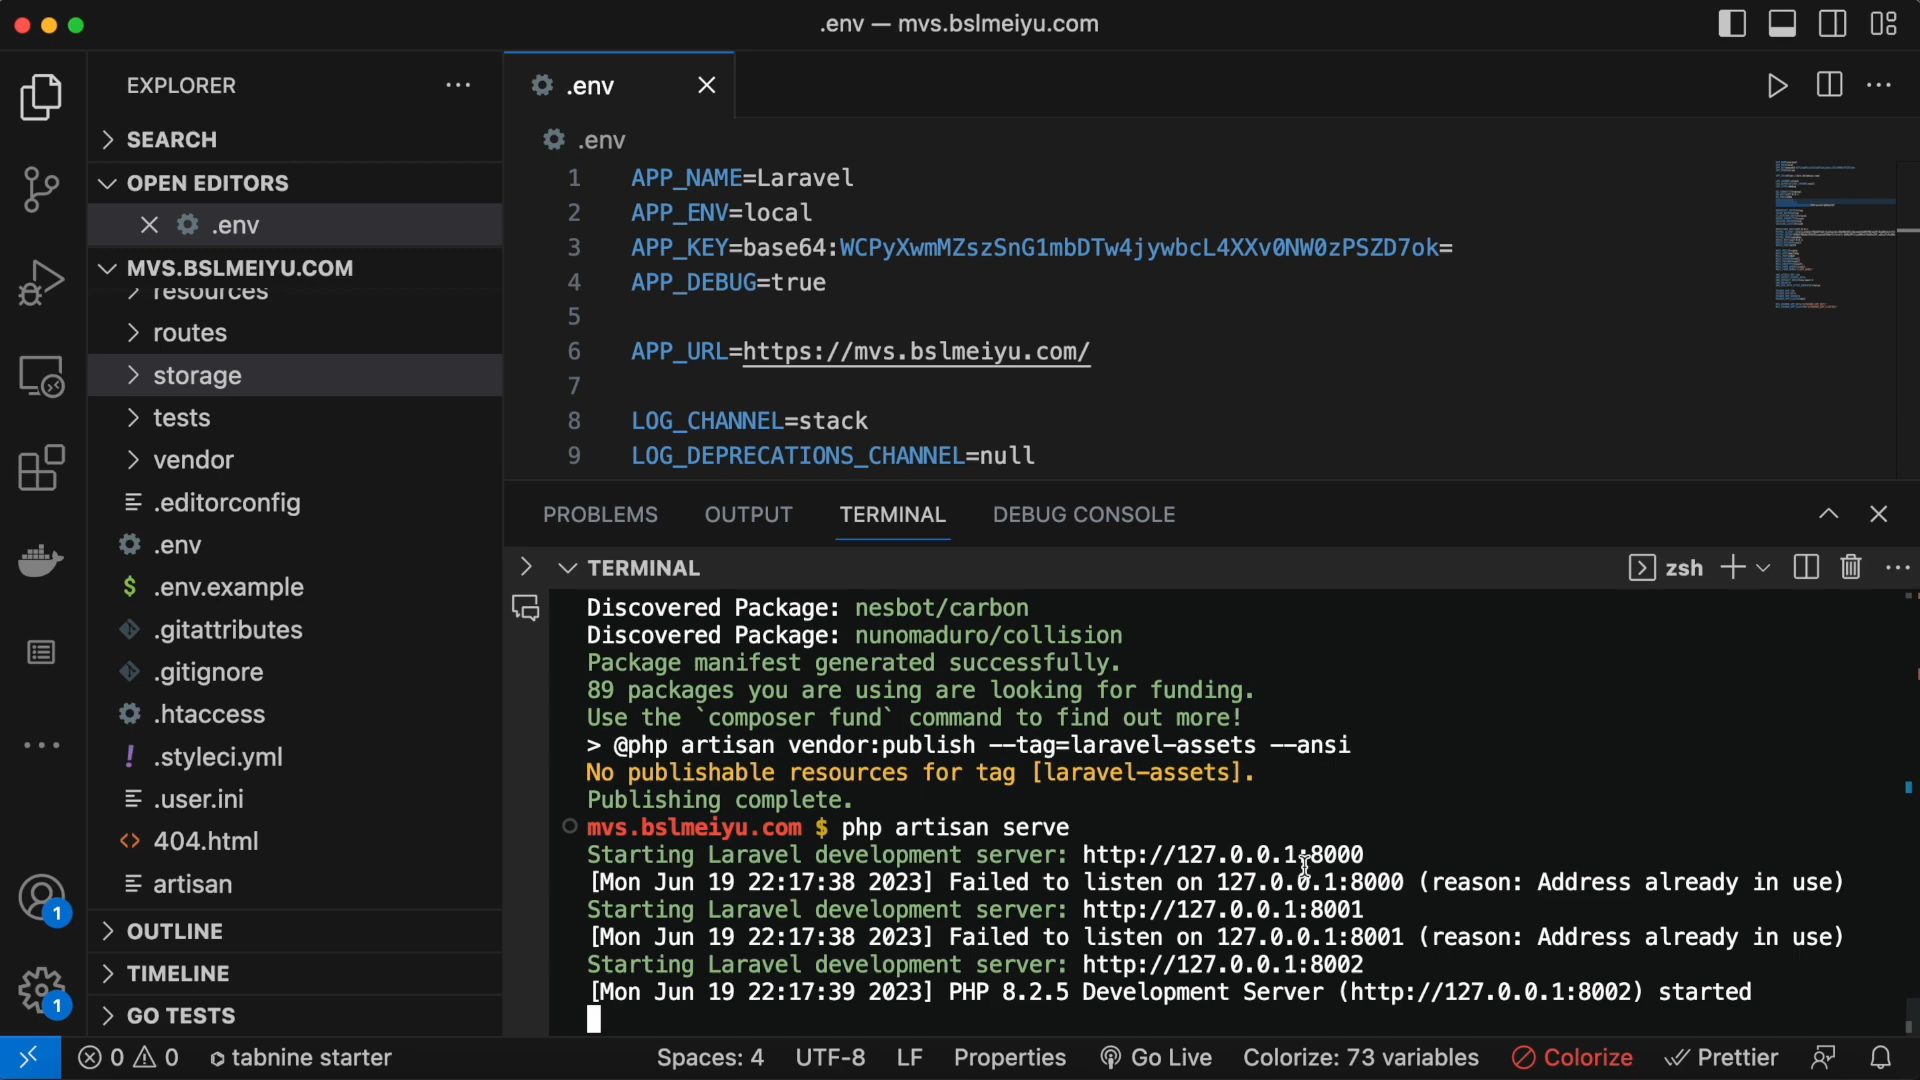 .env — mvs.bslmeiyu.com
EXPLORER
SEARCH
OPEN EDITORS
.env
MVS.BSLMEIYU.COM
resources
routes
storage
tests
vendor
.editorconfig
.env
.env.example
.gitattributes
.gitignore
.htaccess
.styleci.yml
.user.ini
404.html
artisan
OUTLINE
TIMELINE
GO TESTS
1
1
.env
.env
1 APP_NAME=Laravel
2 APP_ENV=local
3 APP_KEY=base64:WCPyXwmMZszSnG1mbDTw4jywbcL4XXv0NW0zPSZD7ok=
4 APP_DEBUG=true
5
6 APP_URL=https://mvs.bslmeiyu.com/
7
8 LOG_CHANNEL=stack
9 LOG_DEPRECATIONS_CHANNEL=null
PROBLEMS OUTPUT TERMINAL DEBUG CONSOLE
TERMINAL
zsh
Discovered Package: nesbot/carbon
Discovered Package: nunomaduro/collision
Package manifest generated successfully.
89 packages you are using are looking for funding.
Use the `composer fund` command to find out more!
> @php artisan vendor:publish --tag=laravel-assets --ansi
No publishable resources for tag [laravel-assets].
Publishing complete.
mvs.bslmeiyu.com $ php artisan serve
Starting Laravel development server: http://127.0.0.1:8000
[Mon Jun 19 22:17:38 2023] Failed to listen on 127.0.0.1:8000 (reason: Address already in use)
Starting Laravel development server: http://127.0.0.1:8001
[Mon Jun 19 22:17:38 2023] Failed to listen on 127.0.0.1:8001 (reason: Address already in use)
Starting Laravel development server: http://127.0.0.1:8002
[Mon Jun 19 22:17:39 2023] PHP 8.2.5 Development Server (http://127.0.0.1:8002) started
0 0 tabnine starter Spaces: 4 UTF-8 LF Properties Go Live Colorize: 73 variables Colorize Prettier